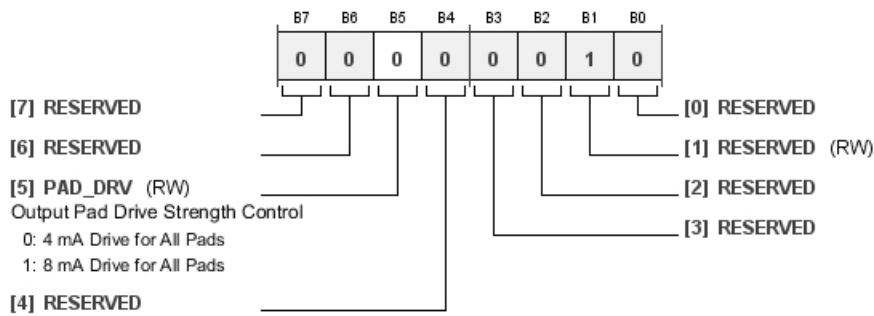 B7 B6 B5 B4 B3 B2 B1 B0
0 0 0 0 0 0 1 0
[7] RESERVED
[0] RESERVED
[6] RESERVED
[1] RESERVED (RW)
[5] PAD_DRV (RW)
[2] RESERVED
Output Pad Drive Strength Control
[3] RESERVED
0: 4 mA Drive for All Pads
1: 8 mA Drive for All Pads
[4] RESERVED